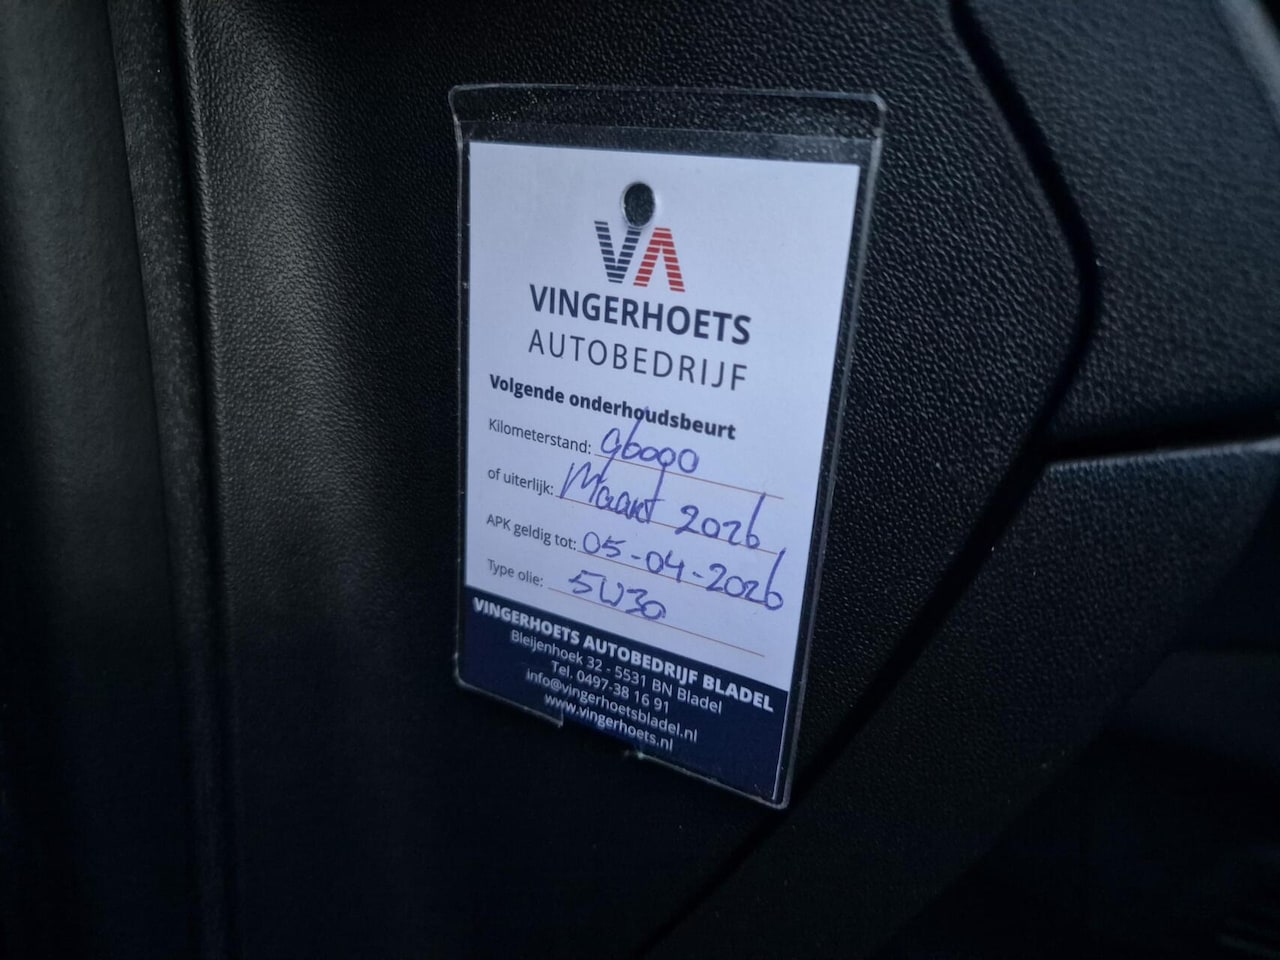 VA
VINGERHOETS
AUTOBEDRIJF
Volgende onderhoudsbeurt
Kilometerstand: 96090
of uiterlijk: Maart 2026
APK geldig tot: 05-04-2026
Type olie: 5W30
VINGERHOETS AUTOBEDRIJF BLADEL
Bleijenhoek 32 - 5531 BN Bladel
Tel. 0497-38 16 91
info@vingerhoetsbladel.nl
www.vingerhoets.nl